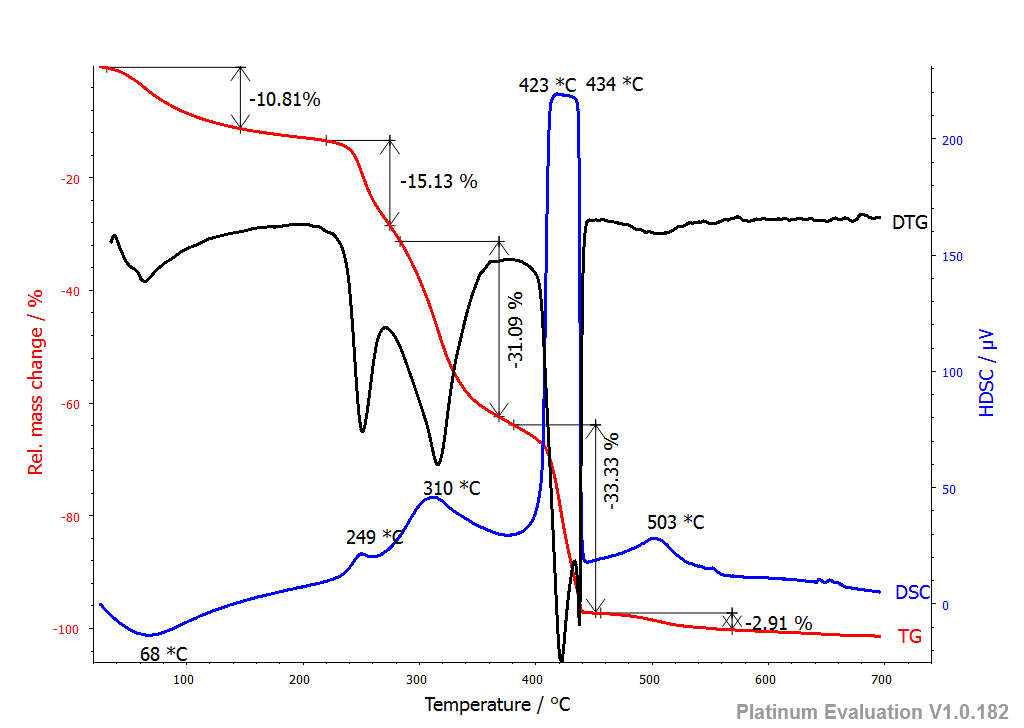 423 *C 434 *C
-10.81%
-15.13 %
-31.09 %
-33.33 %
-2.91 %
249 *C
310 *C
503 *C
68 *C
DTG
DSC
TG
Rel. mass change / %
-20
-40
-60
-80
-100
HDSC / µV
200
150
100
50
0
100 200 300 400 500 600 700
Temperature / °C
Platinum Evaluation V1.0.182